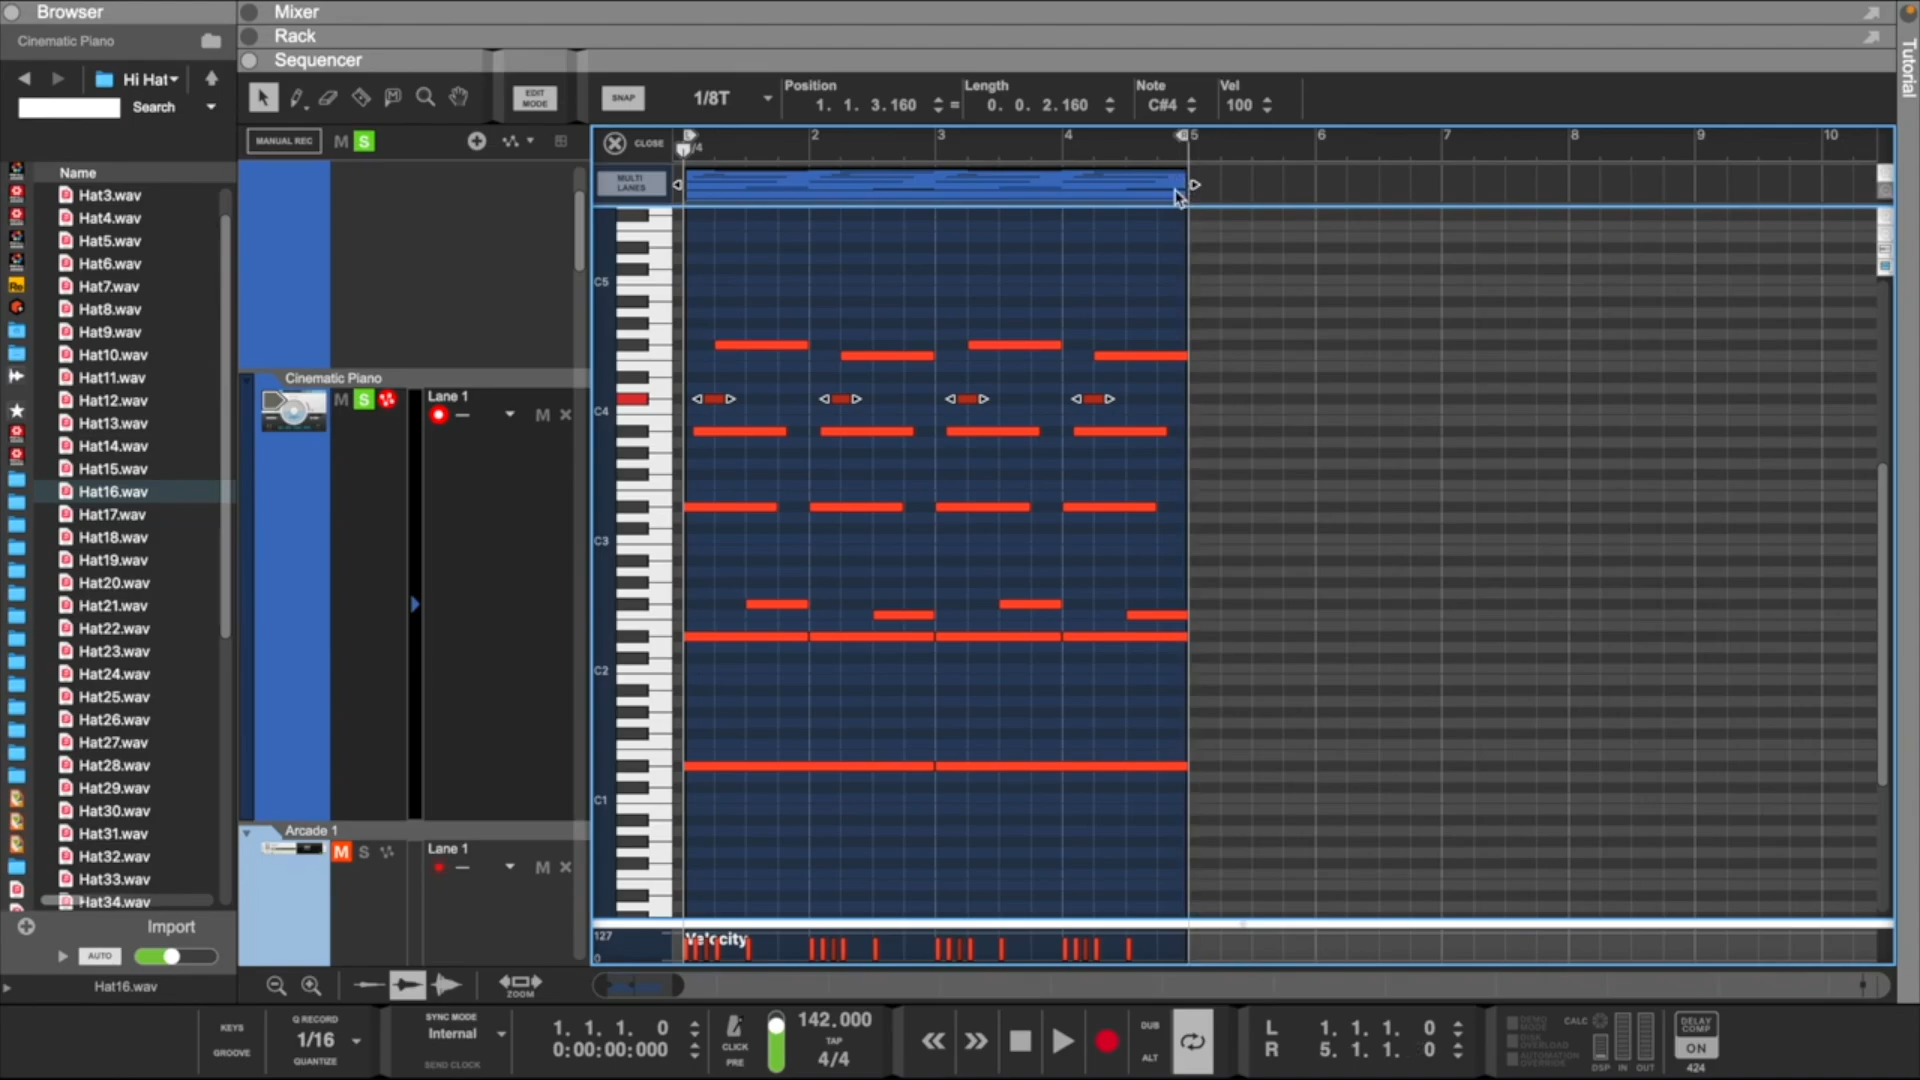 Browser
Mixer
Tutorial
Cinematic Piano
Rack
Sequencer
Hi Hat
Search
EDIT MODE
SNAP
1/8T
Position
1. 1. 3.160
=
Length
0. 0. 2.160
Note
C#4
Vel
100
MANUAL REC
M
S
CLOSE
/4
2
3
4
5
6
7
8
9
10
MULTI LANES
Name
Hat3.wav
Hat4.wav
Hat5.wav
Hat6.wav
Hat7.wav
Hat8.wav
Hat9.wav
Hat10.wav
Hat11.wav
Hat12.wav
Hat13.wav
Hat14.wav
Hat15.wav
Hat16.wav
Hat17.wav
Hat18.wav
Hat19.wav
Hat20.wav
Hat21.wav
Hat22.wav
Hat23.wav
Hat24.wav
Hat25.wav
Hat26.wav
Hat27.wav
Hat28.wav
Hat29.wav
Hat30.wav
Hat31.wav
Hat32.wav
Hat33.wav
Hat34.wav
Re
Cinematic Piano
M
S
Lane 1
M
Arcade 1
M
S
Lane 1
M
C5
C4
C3
C2
C1
127
0
Velocity
Import
AUTO
Hat16.wav
ZOOM
KEYS
GROOVE
Q RECORD
1/16
QUANTIZE
SYNC MODE
Internal
SEND CLOCK
1. 1. 1. 0
0:00:00:000
CLICK
PRE
142.000
TAP
4/4
DUB
ALT
L 1. 1. 1. 0
R 5. 1. 1. 0
DEMO MODE
DISK OVERLOAD
AUTOMATION OVERRIDE
CALC
DSP IN OUT
DELAY COMP
ON
424